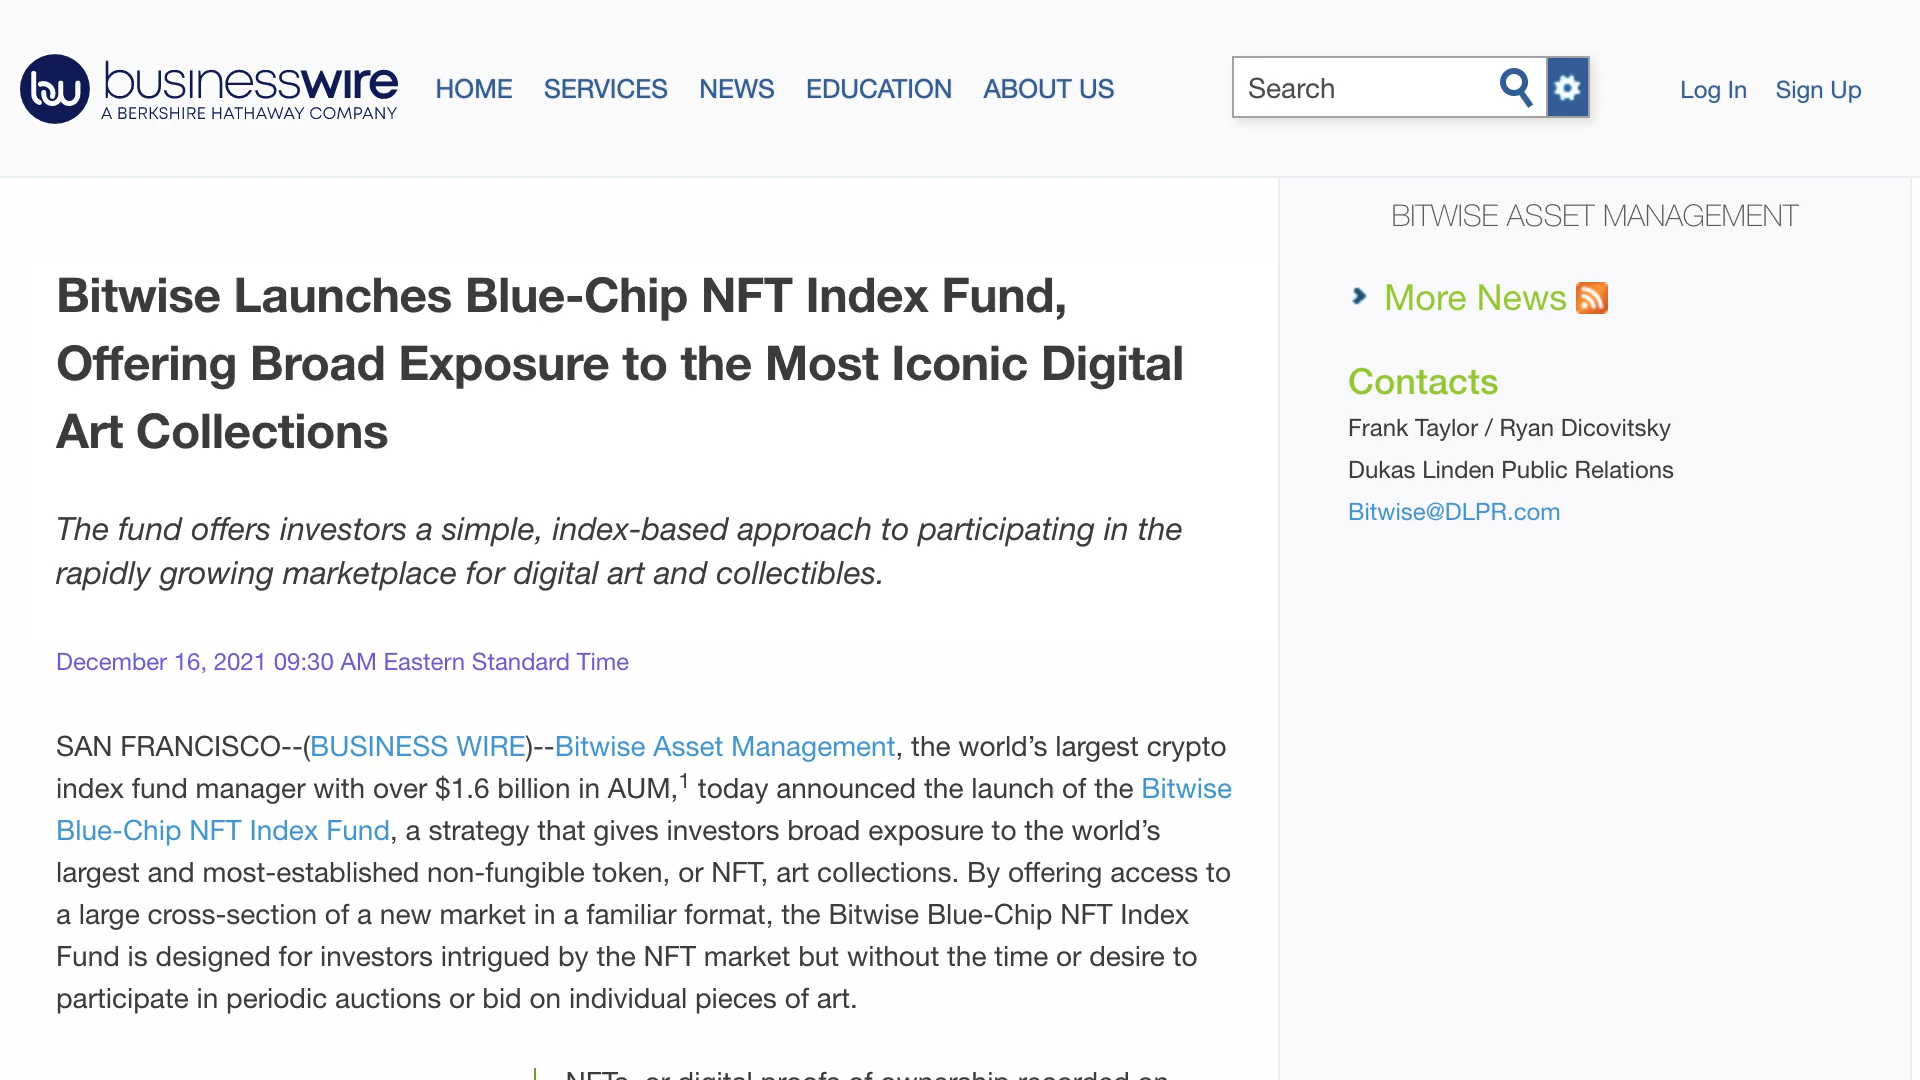 businesswire
A BERKSHIRE HATHAWAY COMPANY
HOME SERVICES NEWS EDUCATION ABOUT US
Search
Log In Sign Up
Bitwise Launches Blue-Chip NFT Index Fund,
Offering Broad Exposure to the Most Iconic Digital
Art Collections
The fund offers investors a simple, index-based approach to participating in the
rapidly growing marketplace for digital art and collectibles.
December 16, 2021 09:30 AM Eastern Standard Time
SAN FRANCISCO--(BUSINESS WIRE)--Bitwise Asset Management, the world’s largest crypto
index fund manager with over $1.6 billion in AUM,1 today announced the launch of the Bitwise
Blue-Chip NFT Index Fund, a strategy that gives investors broad exposure to the world’s
largest and most-established non-fungible token, or NFT, art collections. By offering access to
a large cross-section of a new market in a familiar format, the Bitwise Blue-Chip NFT Index
Fund is designed for investors intrigued by the NFT market but without the time or desire to
participate in periodic auctions or bid on individual pieces of art.
NFTs, or digital proofs of ownership recorded on
BITWISE ASSET MANAGEMENT
More News
Contacts
Frank Taylor / Ryan Dicovitsky
Dukas Linden Public Relations
Bitwise@DLPR.com